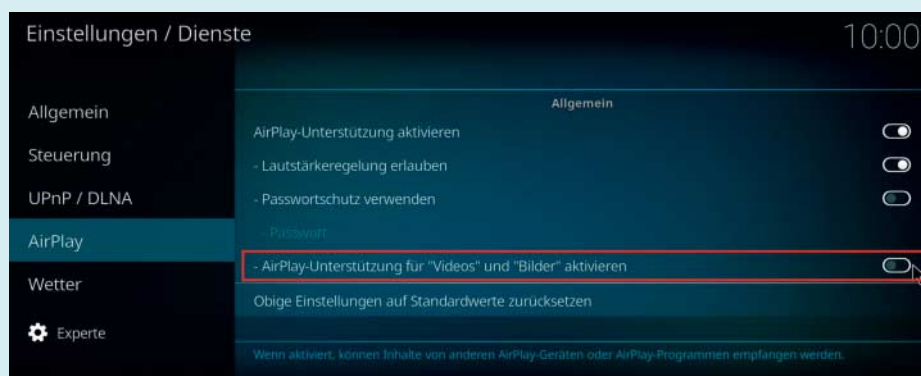 Einstellungen / Dienste
10:00
Allgemein
Steuerung
UPnP / DLNA
AirPlay
Wetter
Experte
Allgemein
AirPlay-Unterstützung aktivieren
- Lautstärkeregelung erlauben
- Passwortschutz verwenden
- Passwort
- AirPlay-Unterstützung für "Videos" und "Bilder" aktivieren
Obige Einstellungen auf Standardwerte zurücksetzen
Wenn aktiviert, können Inhalte von anderen AirPlay-Geräten oder AirPlay-Programmen empfangen werden.